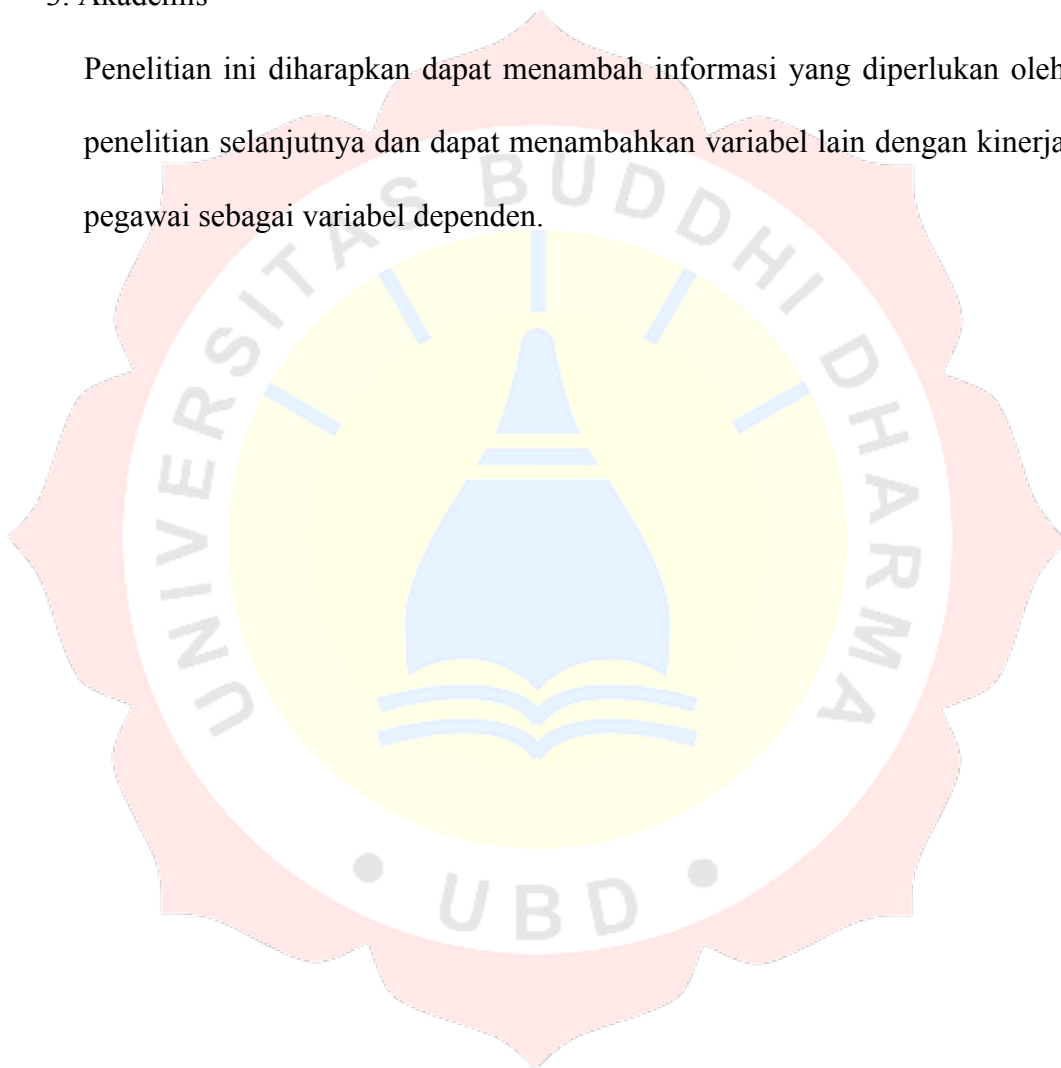 3. Akademis
Penelitian ini diharapkan dapat menambah informasi yang diperlukan oleh
penelitian selanjutnya dan dapat menambahkan variabel lain dengan kinerja
pegawai sebagai variabel dependen.
UNIVERSITAS BUDDHI DHARMA
• UBD •